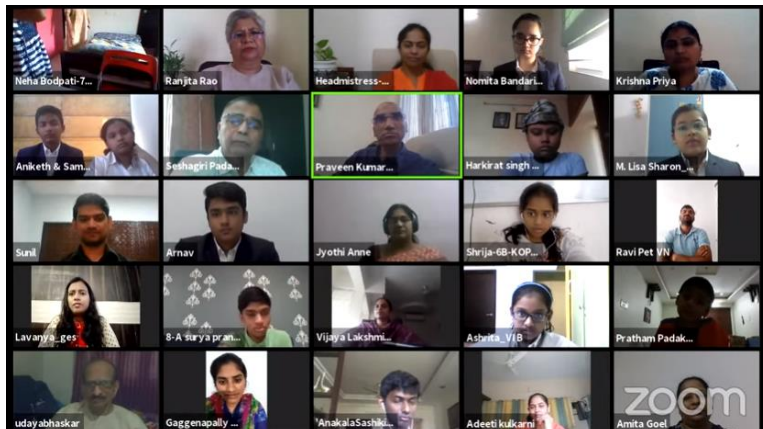 Neha Bodpati-7...
Ranjita Rao
Headmistress-...
Nomita Bandari...
Krishna Priya
Aniketh & Sam...
Seshagiri Pada...
Praveen Kumar...
Harkirat singh ...
M. Lisa Sharon_...
Sunil
Arnav
Jyothi Anne
Shrija-6B-KOP...
Ravi Pet VN
Lavanya_ges
8-A surya pran...
Vijaya Lakshmi...
Ashrita_VI B
Pratham Padak...
udayabhaskar
Gaggenapally ...
AnakalaSashiki...
Adeeti kulkarni
Amita Goel
zoom